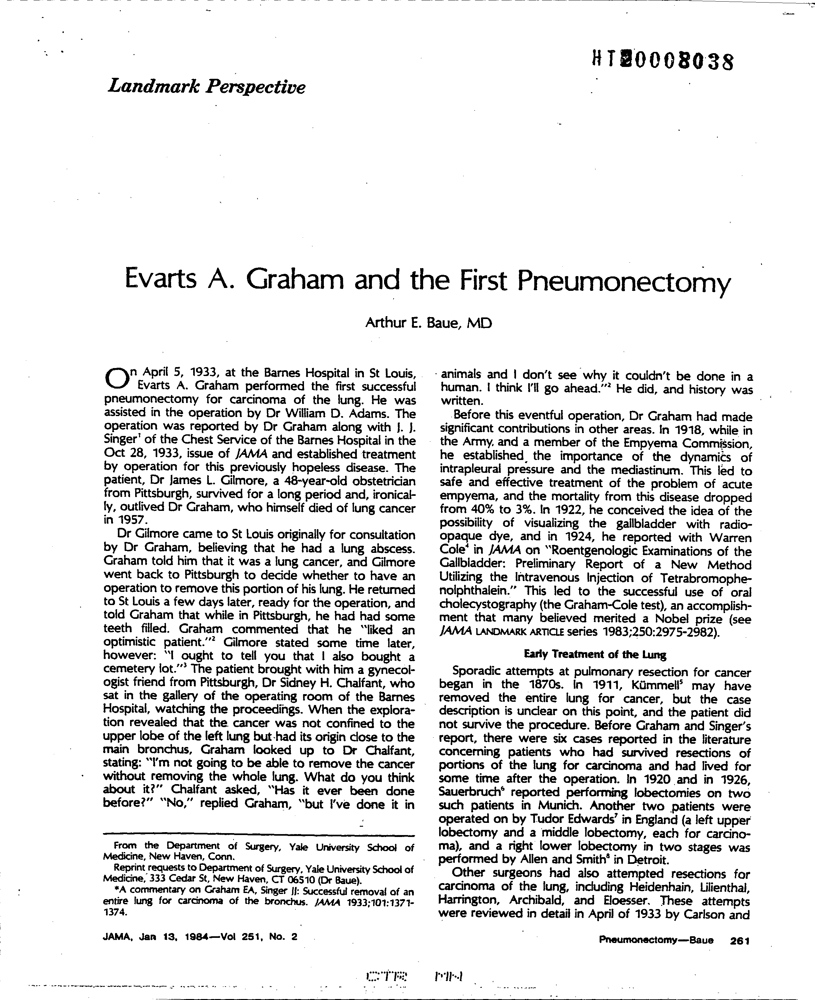 HT 0008038
Landmark Perspective
Evarts A. Graham and the First Pneumonectomy
Arthur E. Baue, MD
On April 5, 1933, at the Barnes Hospital in St Louis,
Evarts A. Graham performed the first successful
pneumonectomy for carcinoma of the lung. He was
assisted in the operation by Dr William D. Adams. The
operation was reported by Dr Graham along with J. J.
Singer¹ of the Chest Service of the Barnes Hospital in the
Oct 28, 1933, issue of JAMA and established treatment
by operation for this previously hopeless disease. The
patient, Dr James L. Gilmore, a 48-year-old obstetrician
from Pittsburgh, survived for a long period and, ironical-
ly, outlived Dr Graham, who himself died of lung cancer
in 1957.
Dr Gilmore came to St Louis originally for consultation
by Dr Graham, believing that he had a lung abscess.
Graham told him that it was a lung cancer, and Gilmore
went back to Pittsburgh to decide whether to have an
operation to remove this portion of his lung. He returned
to St Louis a few days later, ready for the operation, and
told Graham that while in Pittsburgh, he had had some
teeth filled. Graham commented that he "liked an
optimistic patient."² Gilmore stated some time later,
however: "I ought to tell you that I also bought a
cemetery lot."³ The patient brought with him a gynecol-
ogist friend from Pittsburgh, Dr Sidney H. Chalfant, who
sat in the gallery of the operating room of the Barnes
Hospital, watching the proceedings. When the explora-
tion revealed that the cancer was not confined to the
upper lobe of the left lung but had its origin close to the
main bronchus, Graham looked up to Dr Chalfant,
stating: "I'm not going to be able to remove the cancer
without removing the whole lung. What do you think
about it?" Chalfant asked, "Has it ever been done
before?" "No," replied Graham, "but I've done it in
From the Department of Surgery, Yale University School of
Medicine, New Haven, Conn.
Reprint requests to Department of Surgery, Yale University School of
Medicine, 333 Cedar St, New Haven, CT 06510 (Dr Baue).
*A commentary on Graham EA, Singer JJ: Successful removal of an
entire lung for carcinoma of the bronchus. JAMA 1933;101:1371-
1374.
animals and I don't see why it couldn't be done in a
human. I think I'll go ahead."² He did, and history was
written.
Before this eventful operation, Dr Graham had made
significant contributions in other areas. In 1918, while in
the Army, and a member of the Empyema Commission,
he established the importance of the dynamics of
intrapleural pressure and the mediastinum. This led to
safe and effective treatment of the problem of acute
empyema, and the mortality from this disease dropped
from 40% to 3%. In 1922, he conceived the idea of the
possibility of visualizing the gallbladder with radio-
opaque dye, and in 1924, he reported with Warren
Cole⁴ in JAMA on "Roentgenologic Examinations of the
Gallbladder: Preliminary Report of a New Method
Utilizing the Intravenous Injection of Tetrabromophe-
nolphthalein." This led to the successful use of oral
cholecystography (the Graham-Cole test), an accomplish-
ment that many believed merited a Nobel prize (see
JAMA LANDMARK ARTICLE series 1983;250:2975-2982).
Early Treatment of the Lung
Sporadic attempts at pulmonary resection for cancer
began in the 1870s. In 1911, Kümmell⁵ may have
removed the entire lung for cancer, but the case
description is unclear on this point, and the patient did
not survive the procedure. Before Graham and Singer's
report, there were six cases reported in the literature
concerning patients who had survived resections of
portions of the lung for carcinoma and had lived for
some time after the operation. In 1920 and in 1926,
Sauerbruch⁶ reported performing lobectomies on two
such patients in Munich. Another two patients were
operated on by Tudor Edwards⁷ in England (a left upper
lobectomy and a middle lobectomy, each for carcino-
ma), and a right lower lobectomy in two stages was
performed by Allen and Smith⁸ in Detroit.
Other surgeons had also attempted resections for
carcinoma of the lung, including Heidenhain, Lilienthal,
Harrington, Archibald, and Eloesser. These attempts
were reviewed in detail in April of 1933 by Carlson and
JAMA, Jan 13, 1984—Vol 251, No. 2
Pneumonectomy—Baue 261
CTR MN